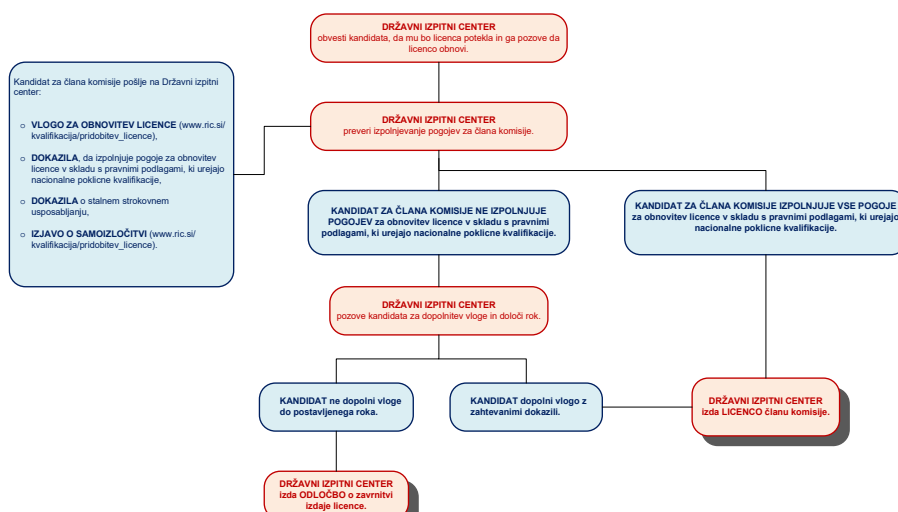 DRŽAVNI IZPITNI CENTER
obvesti kandidata, da mu bo licenca potekla in ga pozove da
licenco obnovi.
Kandidat za člana komisije pošlje na Državni izpitni
center:
o VLOGO ZA OBNOVITEV LICENCE (www.ric.si/
kvalifikacija/pridobitev_licence),
o DOKAZILA, da izpolnjuje pogoje za obnovitev
licence v skladu s pravnimi podlagami, ki urejajo
nacionalne poklicne kvalifikacije,
o DOKAZILA o stalnem strokovnem
usposabljanju,
o IZJAVO O SAMOIZLOČITVI (www.ric.si/
kvalifikacija/pridobitev_licence).
DRŽAVNI IZPITNI CENTER
preveri izpolnjevanje pogojev za člana komisije.
KANDIDAT ZA ČLANA KOMISIJE NE IZPOLNJUJE
POGOJEV za obnovitev licence v skladu s pravnimi
podlagami, ki urejajo nacionalne poklicne kvalifikacije.
KANDIDAT ZA ČLANA KOMISIJE IZPOLNJUJE VSE POGOJE
za obnovitev licence v skladu s pravnimi podlagami, ki urejajo
nacionalne poklicne kvalifikacije.
DRŽAVNI IZPITNI CENTER
pozove kandidata za dopolnitev vloge in določi rok.
KANDIDAT ne dopolni vloge
do postavljenega roka.
KANDIDAT dopolni vlogo z
zahtevanimi dokazili.
DRŽAVNI IZPITNI CENTER
izda LICENCO članu komisije.
DRŽAVNI IZPITNI CENTER
izda ODLOČBO o zavrnitvi
izdaje licence.